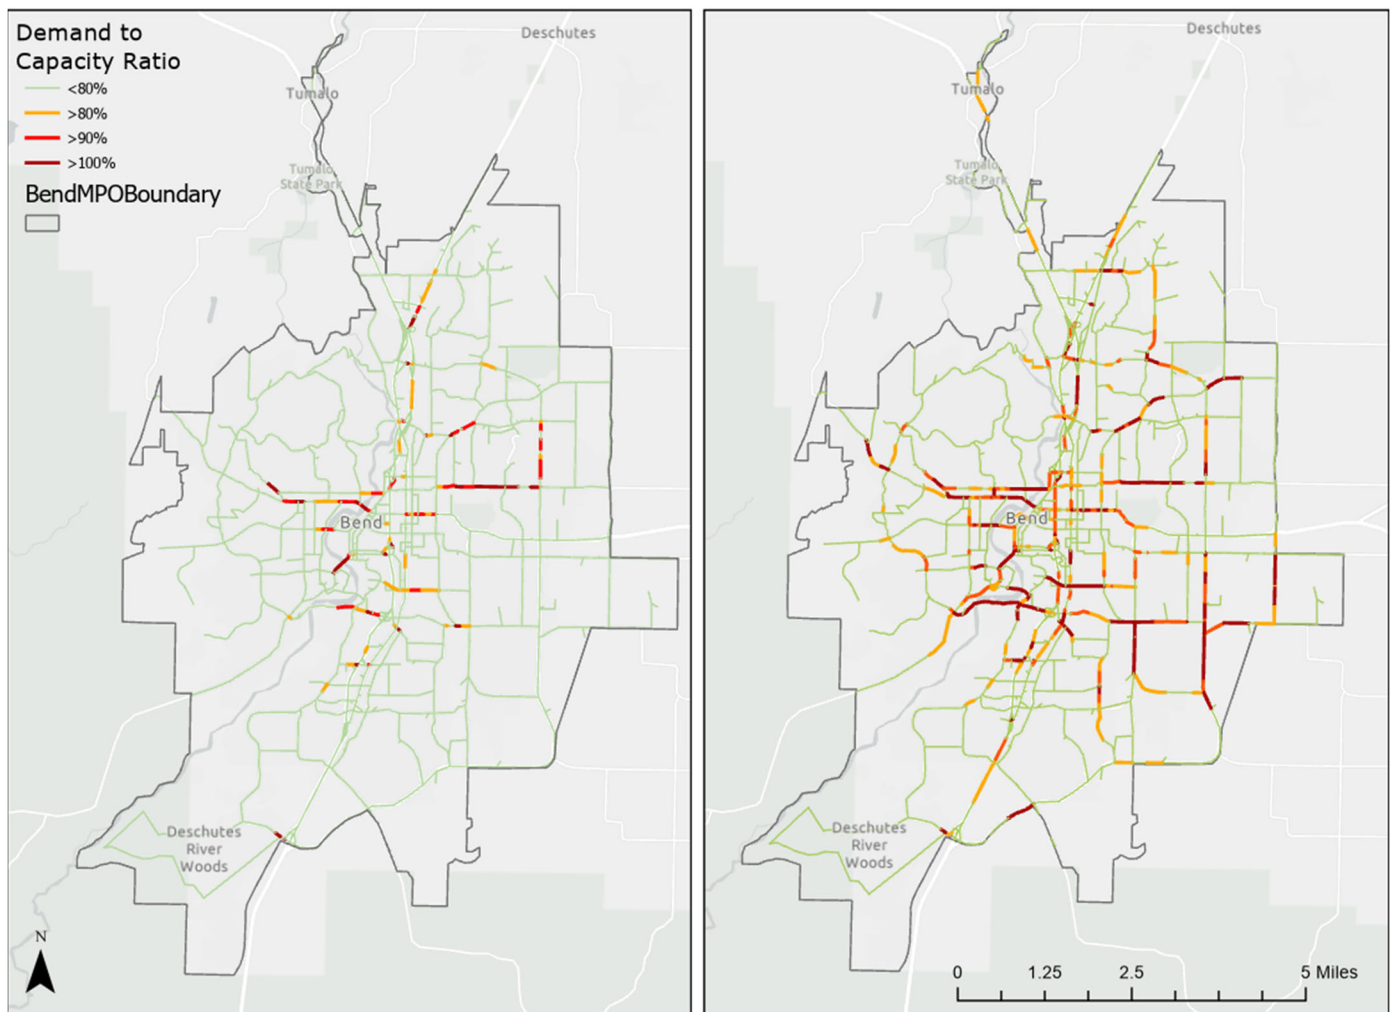 Demand to
Capacity Ratio
<80%
>80%
>90%
>100%
BendMPOBoundary
Deschutes
Tumalo
Tumalo
State Park
Bend
Deschutes
River
Woods
N
Deschutes
Tumalo
Tumalo
State Park
Bend
Deschutes
River
Woods
0 1.25 2.5 5 Miles